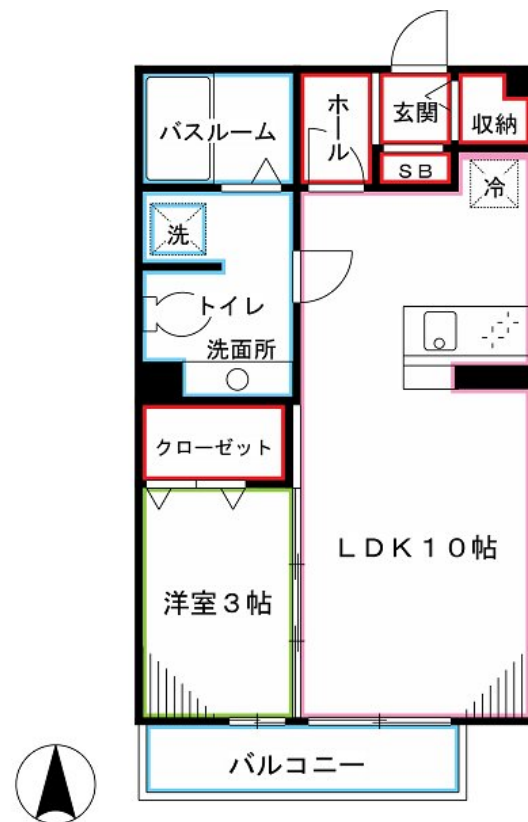 バスルーム
ホール
玄関
収納
ＳＢ
冷
洗
トイレ
洗面所
クローゼット
ＬＤＫ１０帖
洋室３帖
バルコニー